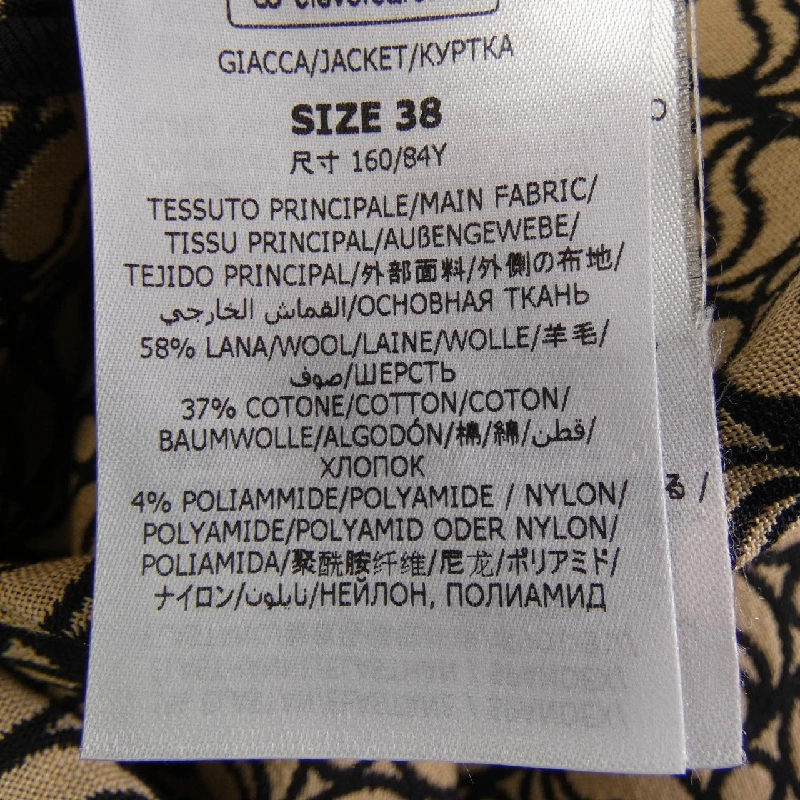 clevercare
GIACCA/JACKET/КУРТКА
SIZE 38
尺寸 160/84Y
TESSUTO PRINCIPALE/MAIN FABRIC/
TISSU PRINCIPAL/AUßENGEWEBE/
TEJIDO PRINCIPAL/外部面料/外側の布地/
القماش الخارجي/ОСНОВНАЯ ТКАНЬ
58% LANA/WOOL/LAINE/WOLLE/羊毛/
صوف/ШЕРСТЬ
37% COTONE/COTTON/COTON/
BAUMWOLLE/ALGODÓN/棉/綿/قطن/
ХЛОПОК
4% POLIAMMIDE/POLYAMIDE / NYLON/
POLYAMIDE/POLYAMID ODER NYLON/
POLIAMIDA/聚酰胺纤维/尼龙/ポリアミド/
ナイロン/نايلون/НЕЙЛОН, ПОЛИАМИД
る /